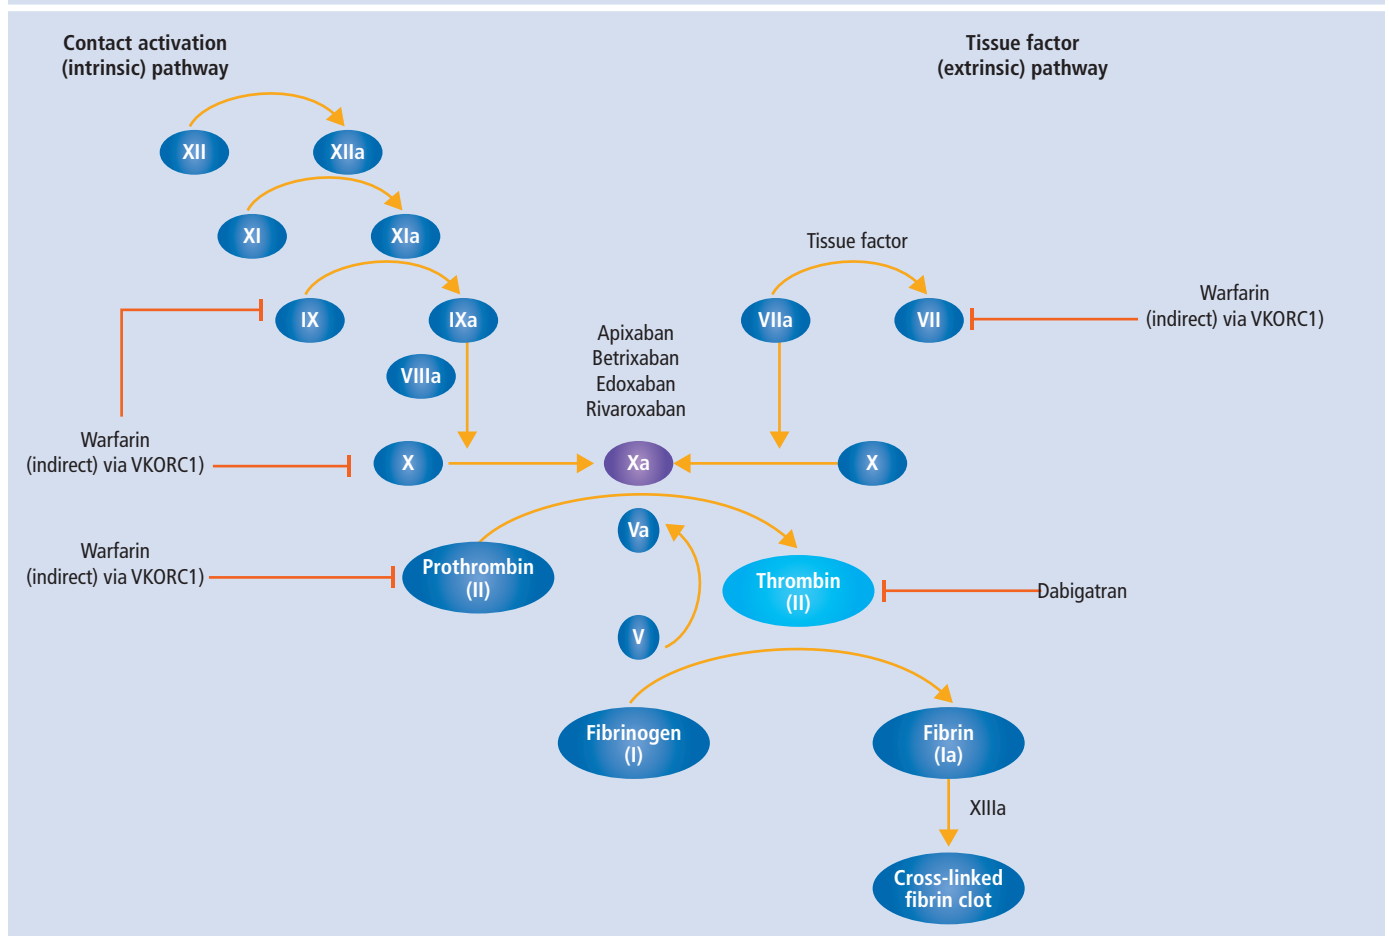 Contact activation
(intrinsic) pathway
Tissue factor
(extrinsic) pathway
XII
XIIa
XI
XIa
Tissue factor
IX
IXa
VIIa
VII
Warfarin
(indirect) via VKORC1)
Apixaban
Betrixaban
Edoxaban
Rivaroxaban
VIIIa
Warfarin
(indirect) via VKORC1)
X
Xa
X
Va
Warfarin
(indirect) via VKORC1)
Prothrombin
(II)
Thrombin
(II)
Dabigatran
V
Fibrinogen
(I)
Fibrin
(Ia)
XIIIa
Cross-linked
fibrin clot